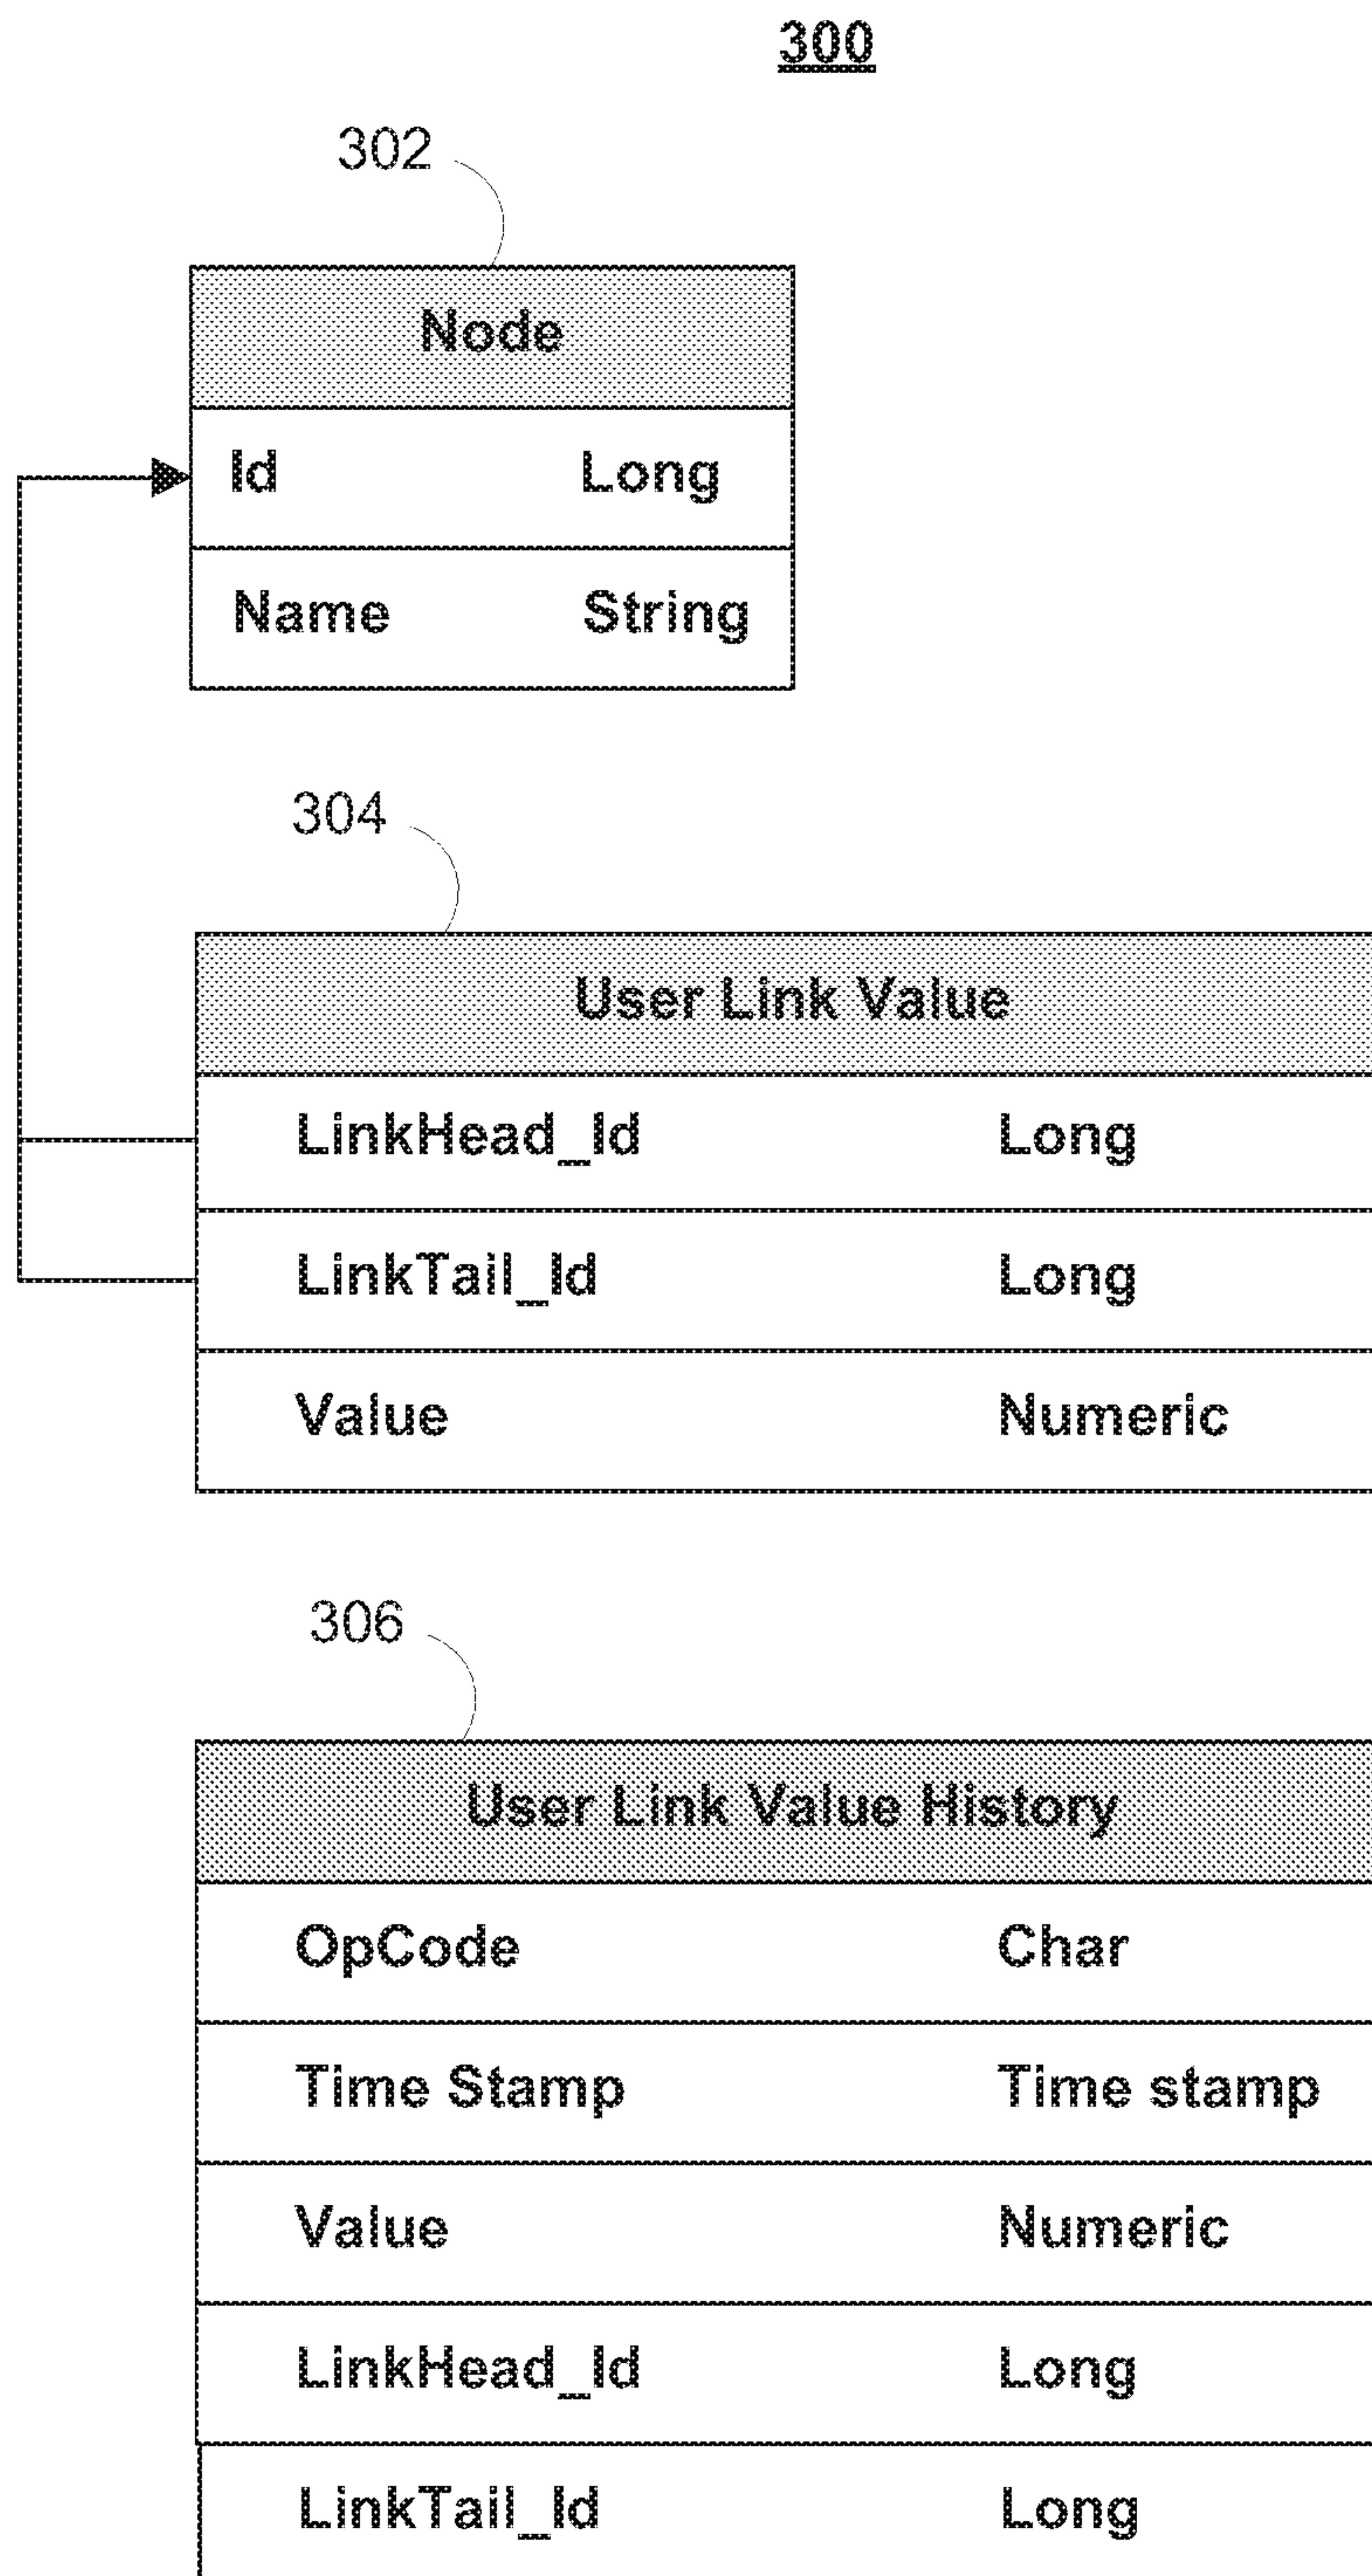 300
302
Node
Id Long
Name String
304
User Link Value
LinkHead_Id Long
LinkTail_Id Long
Value Numeric
306
User Link Value History
OpCode Char
Time Stamp Time stamp
Value Numeric
LinkHead_Id Long
LinkTail_Id Long